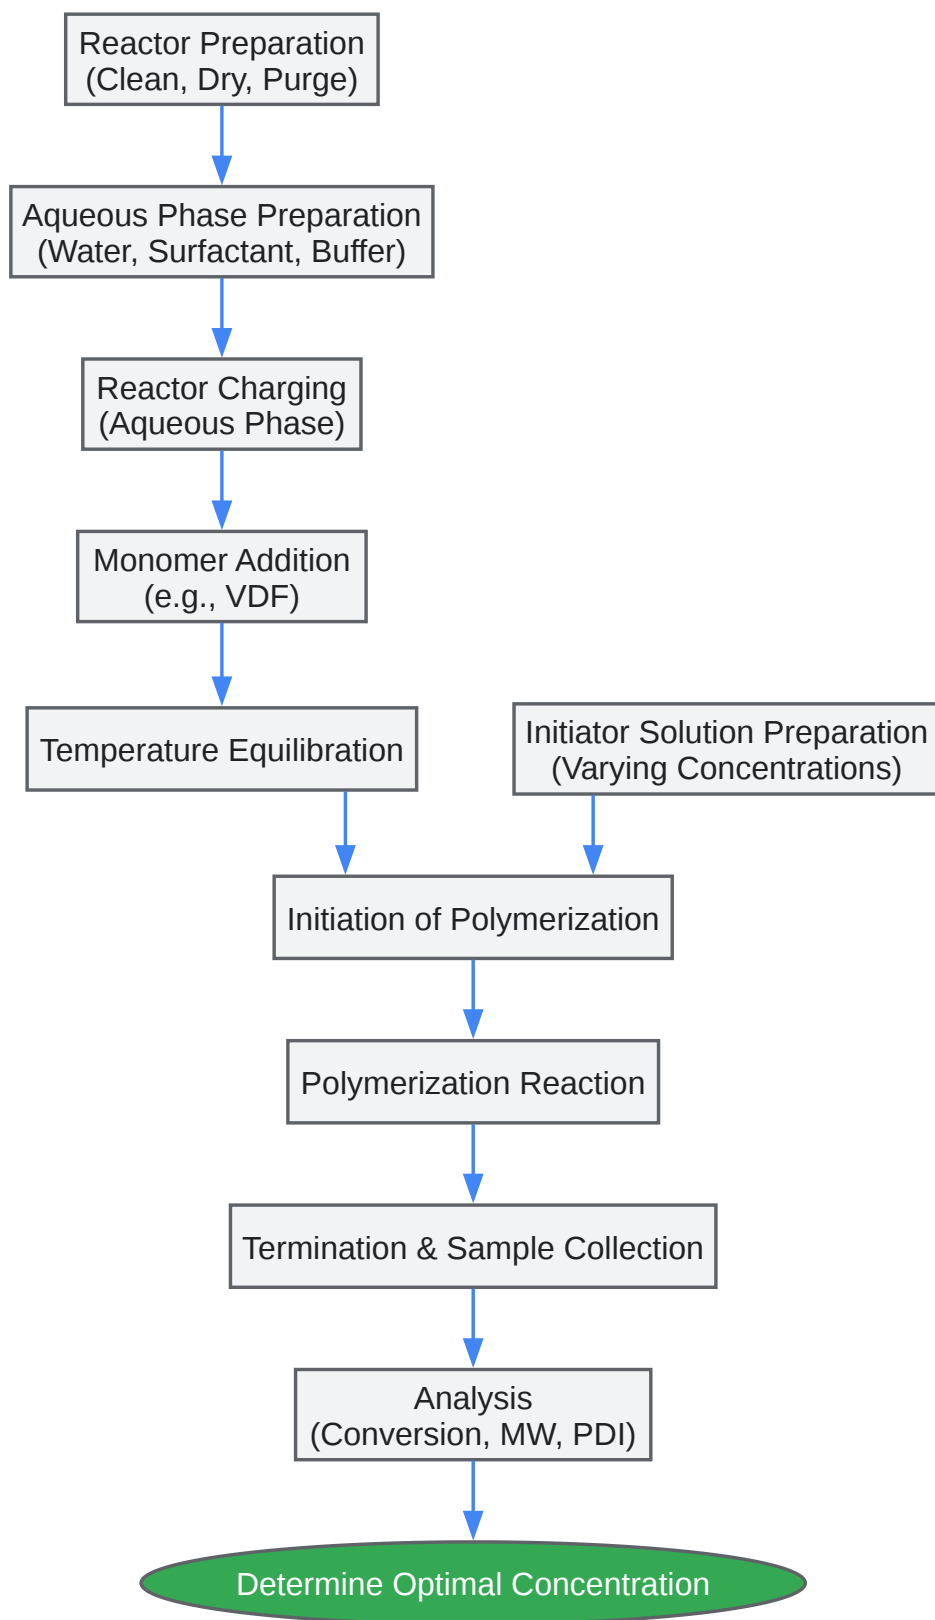 Reactor Preparation
(Clean, Dry, Purge)
Aqueous Phase Preparation
(Water, Surfactant, Buffer)
Reactor Charging
(Aqueous Phase)
Monomer Addition
(e.g., VDF)
Temperature Equilibration
Initiator Solution Preparation
(Varying Concentrations)
Initiation of Polymerization
Polymerization Reaction
Termination & Sample Collection
Analysis
(Conversion, MW, PDI)
Determine Optimal Concentration